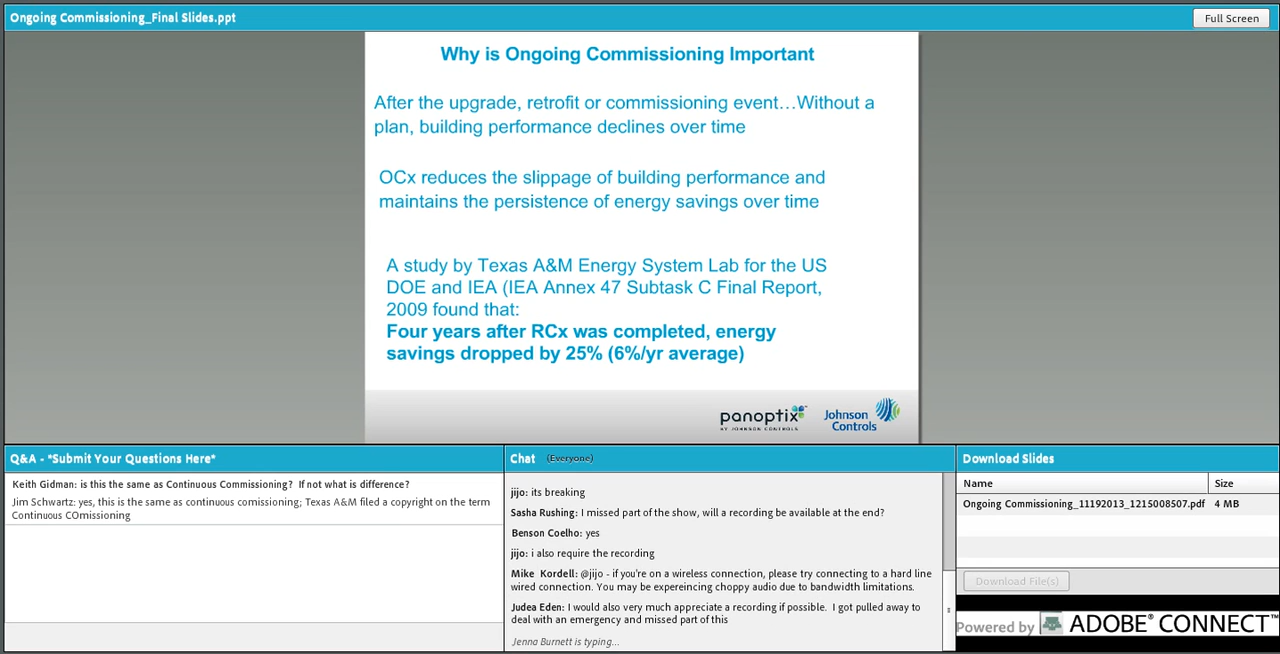 Ongoing Commissioning_Final Slides.ppt
Full Screen
Why is Ongoing Commissioning Important
After the upgrade, retrofit or commissioning event…Without a
plan, building performance declines over time
OCx reduces the slippage of building performance and
maintains the persistence of energy savings over time
A study by Texas A&M Energy System Lab for the US
DOE and IEA (IEA Annex 47 Subtask C Final Report,
2009 found that:
Four years after RCx was completed, energy
savings dropped by 25% (6%/yr average)
panoptix™
BY JOHNSON CONTROLS
Johnson
Controls
Q&A - *Submit Your Questions Here*
Keith Gidman: is this the same as Continuous Commissioning? If not what is difference?
Jim Schwartz: yes, this is the same as continuous comissioning; Texas A&M filed a copyright on the term
Continuous COmissioning
Chat (Everyone)
jijo: its breaking
Sasha Rushing: I missed part of the show, will a recording be available at the end?
Benson Coelho: yes
jijo: i also require the recording
Mike Kordell: @jijo - if you're on a wireless connection, please try connecting to a hard line
wired connection. You may be expereincing choppy audio due to bandwidth limitations.
Judea Eden: I would also very much appreciate a recording if possible. I got pulled away to
deal with an emergency and missed part of this
Jenna Burnett is typing...
Download Slides
Name Size
Ongoing Commissioning_11192013_1215008507.pdf 4 MB
Download File(s)
Powered by ADOBE® CONNECT™